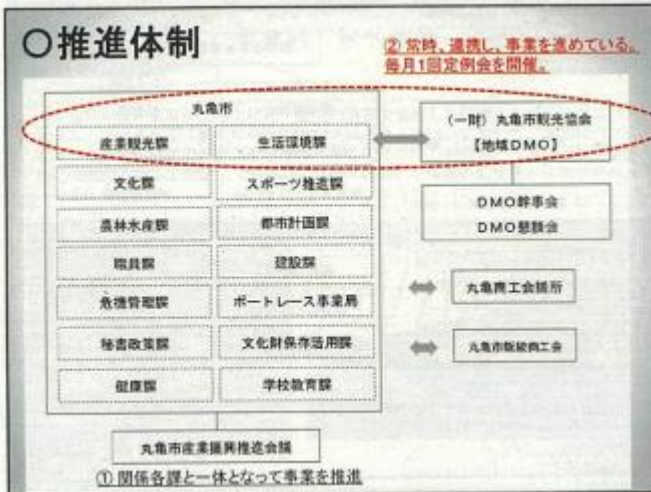 〇推進体制
② 常時、連携し、事業を進めている。
毎月1回定例会を開催。
丸亀市
産業観光課
生活環境課
文化課
スポーツ推進課
農林水産課
都市計画課
職員課
建設課
危機管理課
ボートレース事業局
秘書政策課
文化財保存活用課
健康課
学校教育課
(一財) 丸亀市観光協会
【地域DMO】
DMO幹事会
DMO懇談会
丸亀商工会議所
丸亀市飯綾商工会
丸亀市産業振興推進会議
① 関係各課と一体となって事業を推進